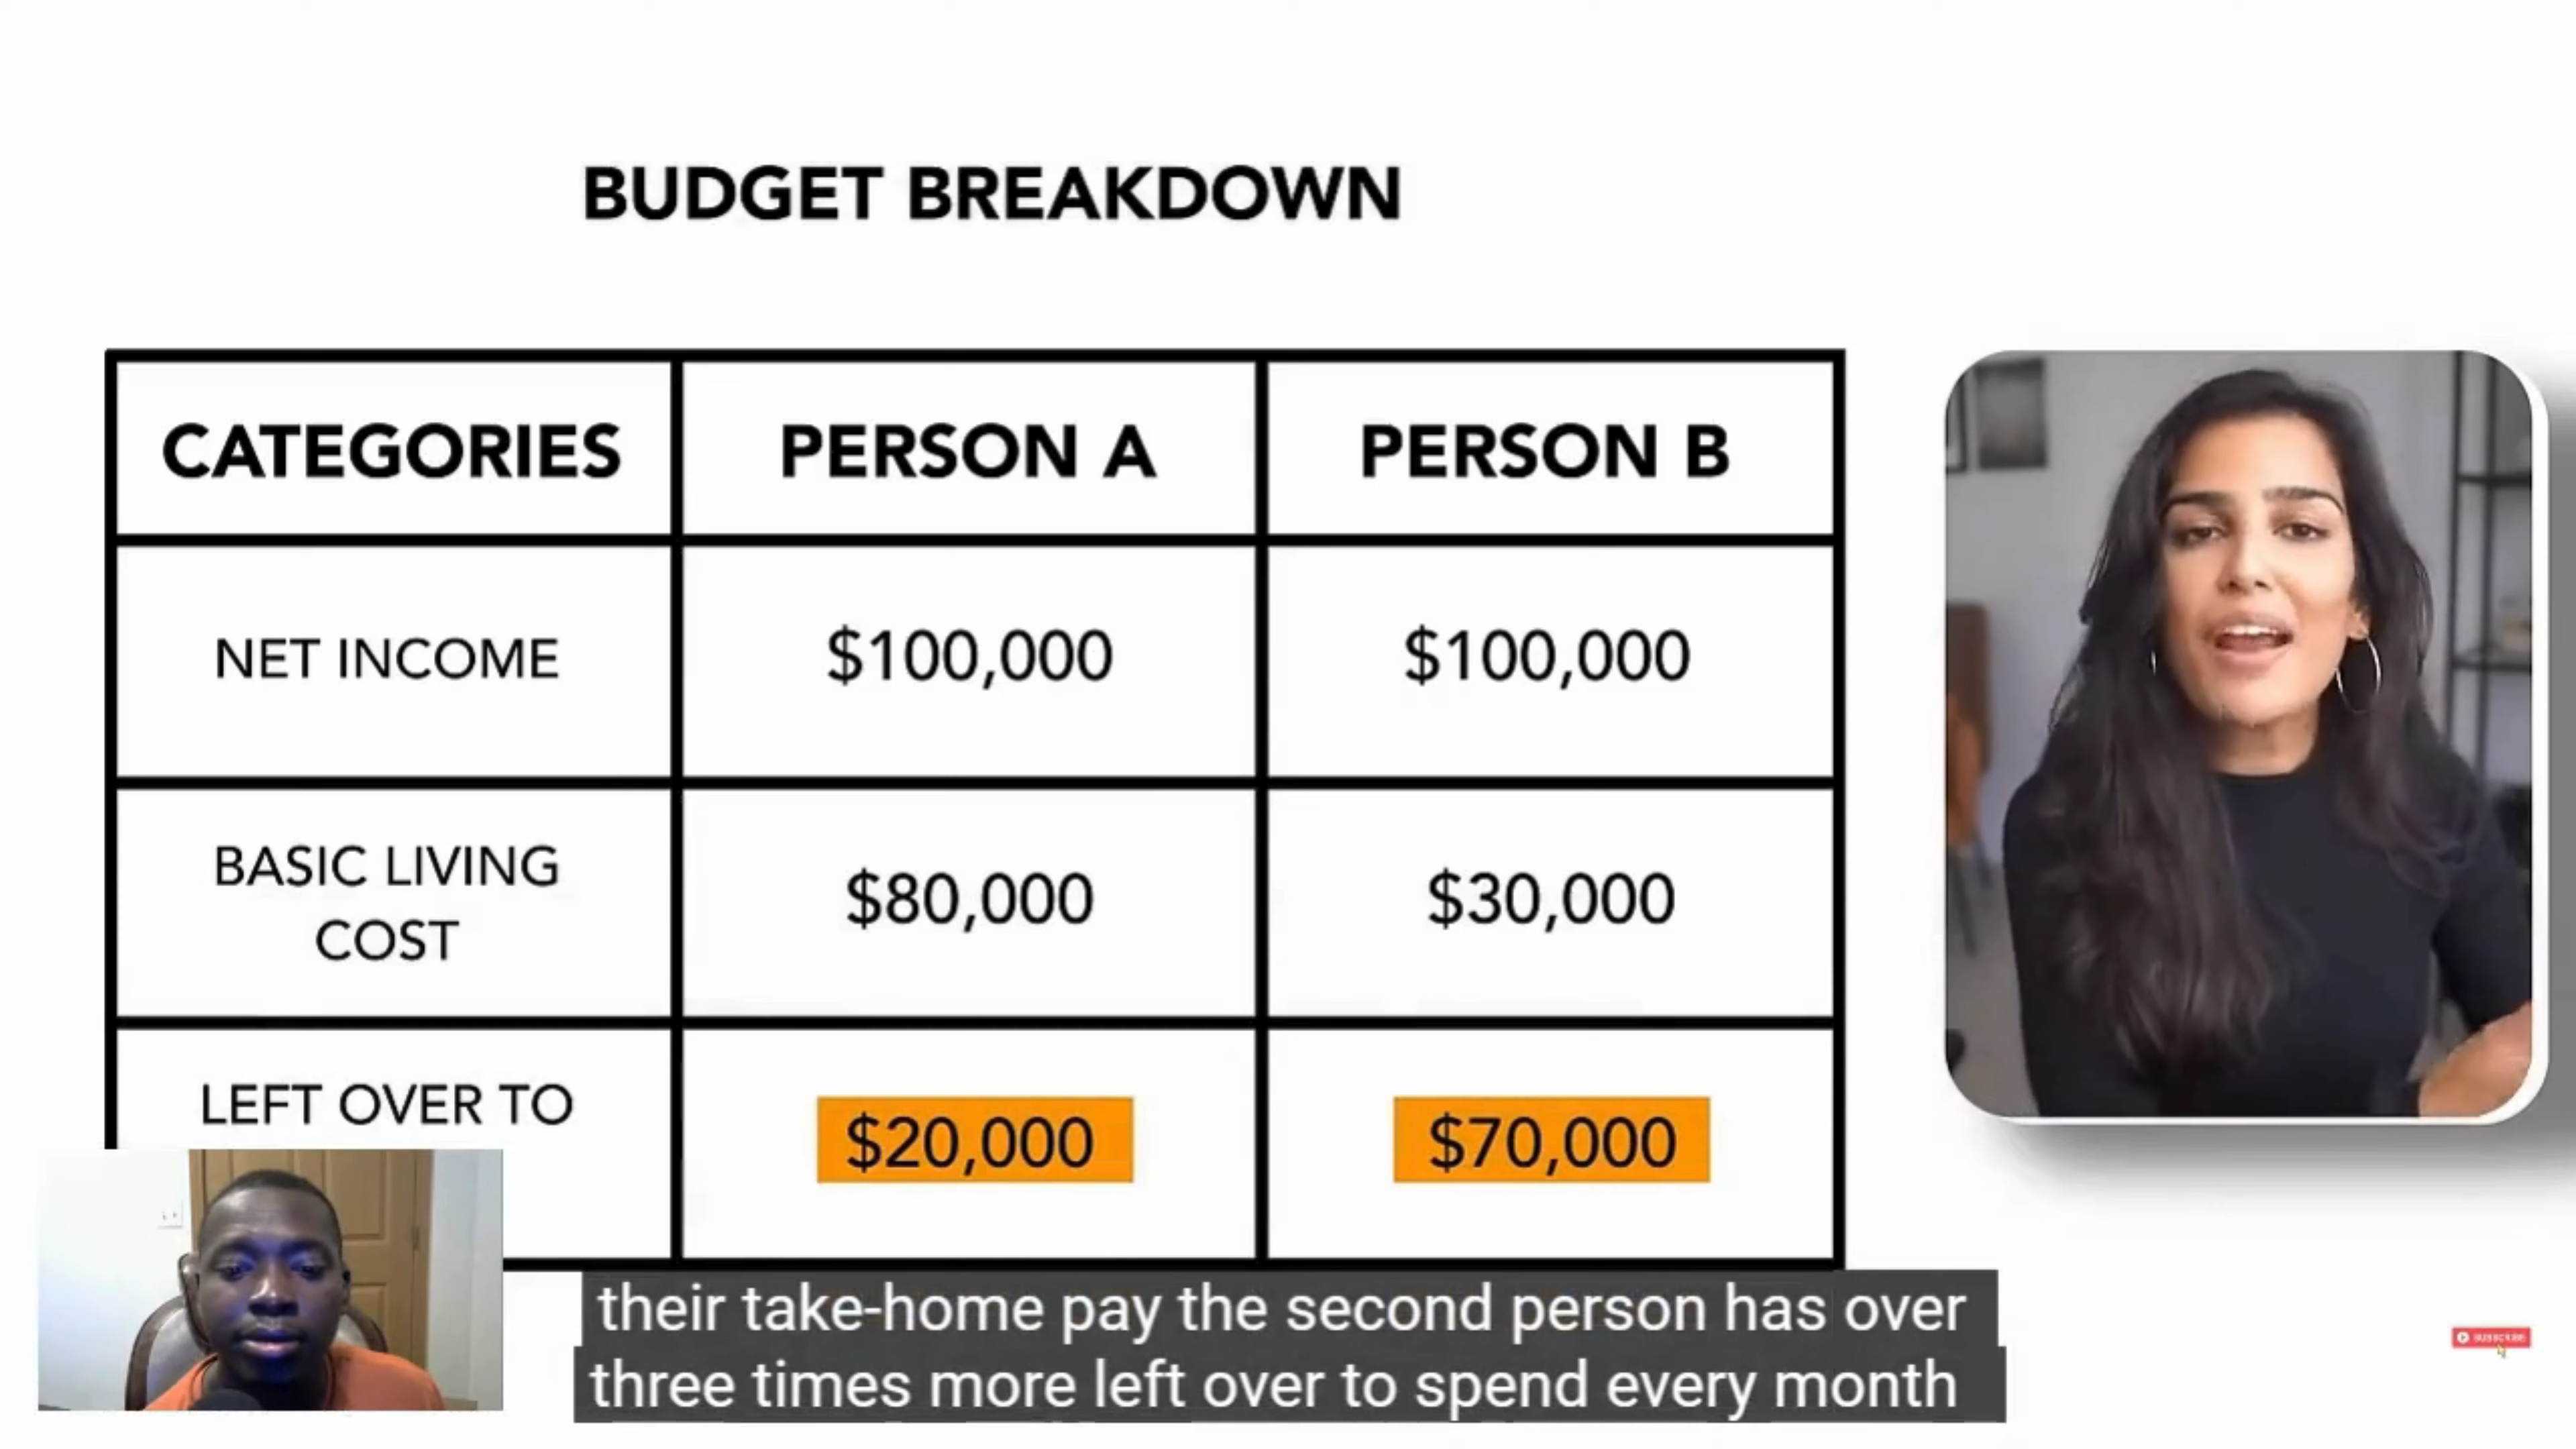 BUDGET BREAKDOWN
CATEGORIES PERSON A PERSON B
NET INCOME $100,000 $100,000
BASIC LIVING
COST
$80,000 $30,000
LEFT OVER TO
$20,000 $70,000
their take-home pay the second person has over
three times more left over to spend every month
SUBSCRIBE